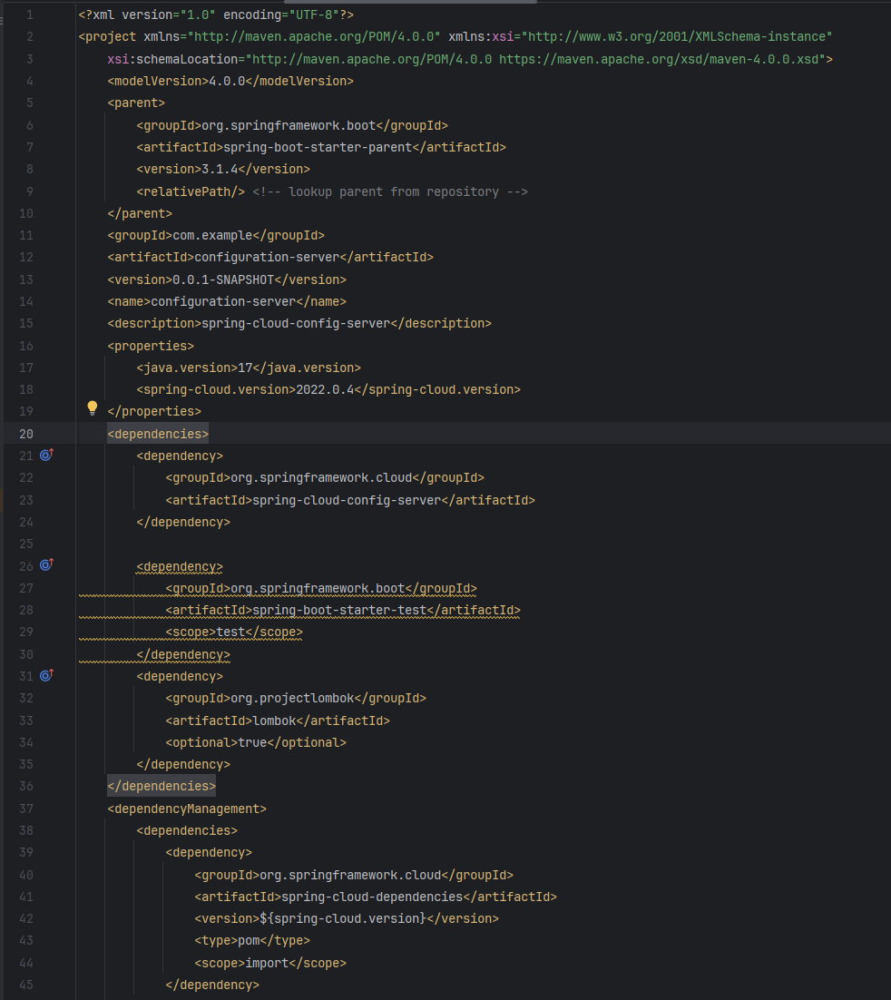 1 <?xml version="1.0" encoding="UTF-8"?>
2 <project xmlns="http://maven.apache.org/POM/4.0.0" xmlns:xsi="http://www.w3.org/2001/XMLSchema-instance"
3     xsi:schemaLocation="http://maven.apache.org/POM/4.0.0 https://maven.apache.org/xsd/maven-4.0.0.xsd">
4     <modelVersion>4.0.0</modelVersion>
5     <parent>
6         <groupId>org.springframework.boot</groupId>
7         <artifactId>spring-boot-starter-parent</artifactId>
8         <version>3.1.4</version>
9         <relativePath/> <!-- lookup parent from repository -->
10     </parent>
11     <groupId>com.example</groupId>
12     <artifactId>configuration-server</artifactId>
13     <version>0.0.1-SNAPSHOT</version>
14     <name>configuration-server</name>
15     <description>spring-cloud-config-server</description>
16     <properties>
17         <java.version>17</java.version>
18         <spring-cloud.version>2022.0.4</spring-cloud.version>
19     </properties>
20     <dependencies>
21         <dependency>
22             <groupId>org.springframework.cloud</groupId>
23             <artifactId>spring-cloud-config-server</artifactId>
24         </dependency>
25
26         <dependency>
27             <groupId>org.springframework.boot</groupId>
28             <artifactId>spring-boot-starter-test</artifactId>
29             <scope>test</scope>
30         </dependency>
31         <dependency>
32             <groupId>org.projectlombok</groupId>
33             <artifactId>lombok</artifactId>
34             <optional>true</optional>
35         </dependency>
36     </dependencies>
37     <dependencyManagement>
38         <dependencies>
39             <dependency>
40                 <groupId>org.springframework.cloud</groupId>
41                 <artifactId>spring-cloud-dependencies</artifactId>
42                 <version>${spring-cloud.version}</version>
43                 <type>pom</type>
44                 <scope>import</scope>
45             </dependency>